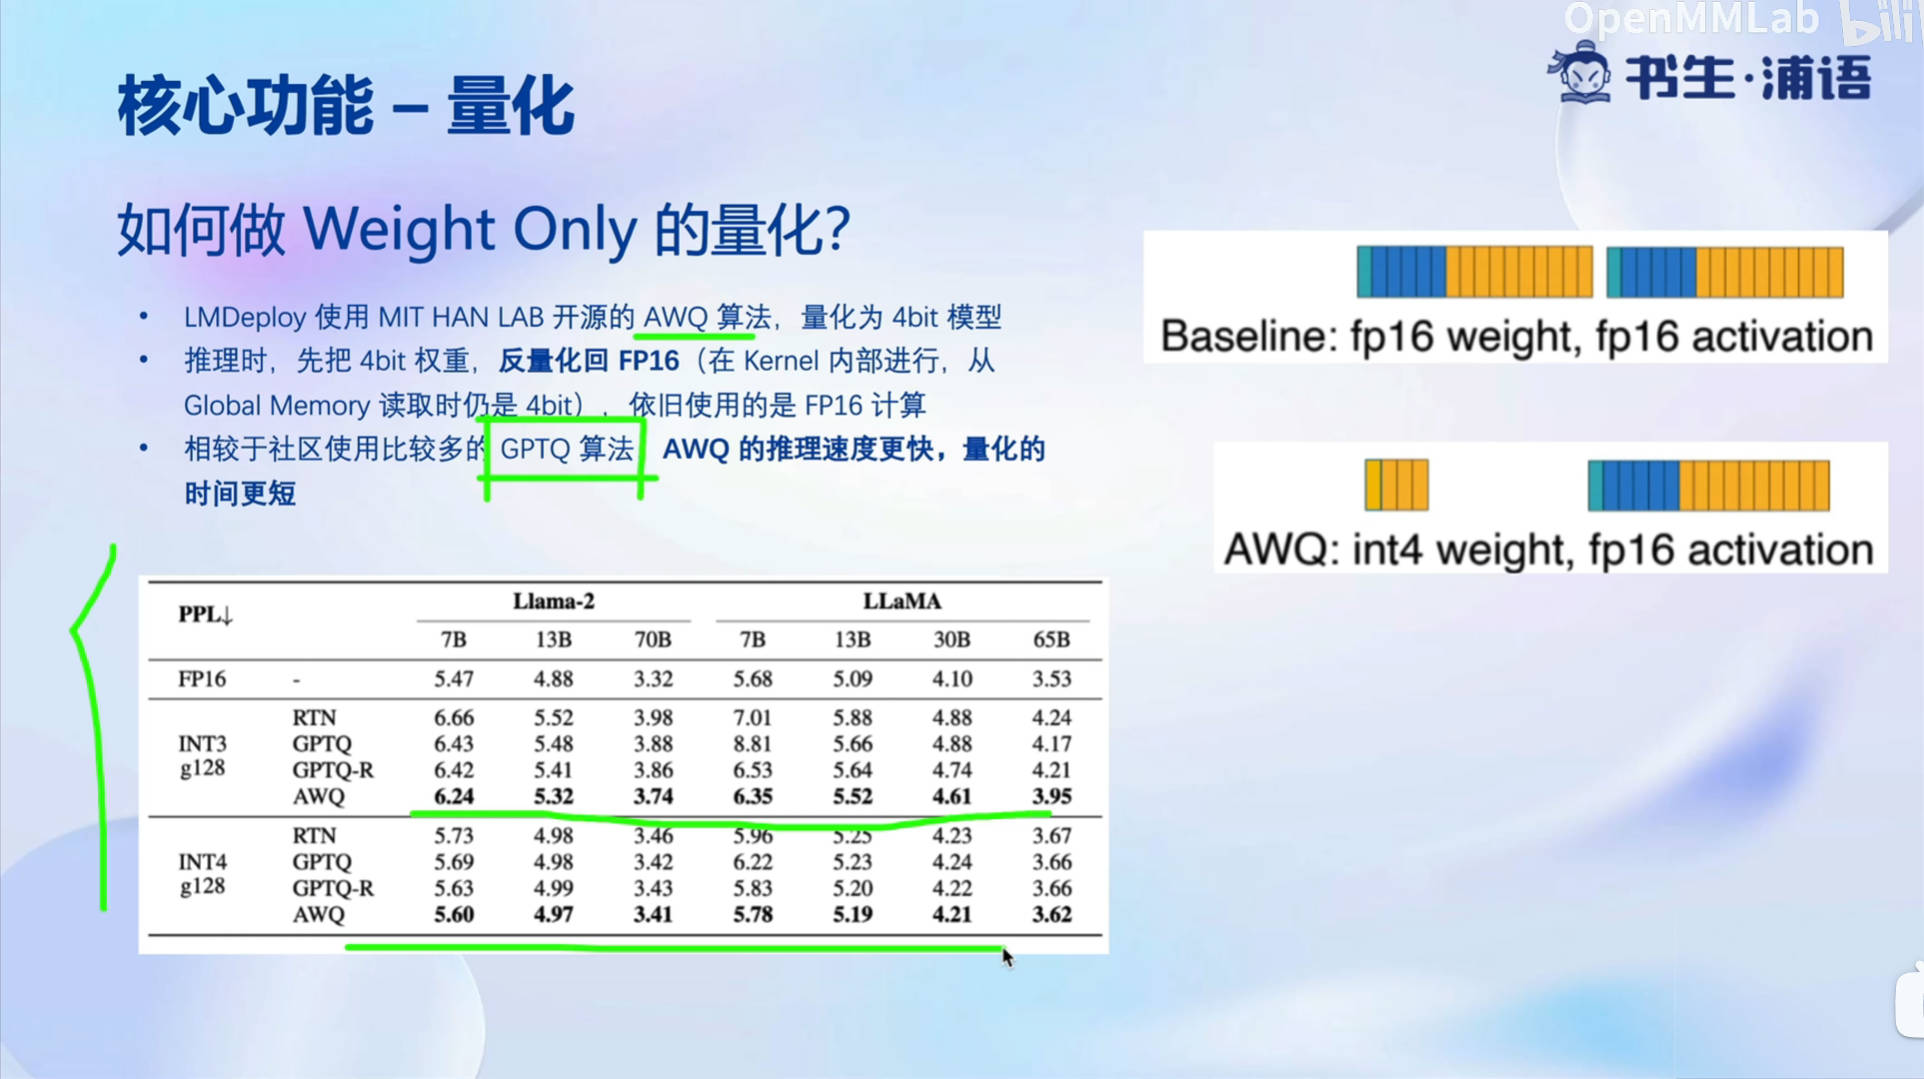 OpenMMLab bili
书生·浦语
核心功能 – 量化
如何做 Weight Only 的量化?
• LMDeploy 使用 MIT HAN LAB 开源的 AWQ 算法，量化为 4bit 模型
• 推理时，先把 4bit 权重，反量化回 FP16（在 Kernel 内部进行，从
Global Memory 读取时仍是 4bit），依旧使用的是 FP16 计算
• 相较于社区使用比较多的 GPTQ 算法 AWQ 的推理速度更快，量化的
时间更短
Baseline: fp16 weight, fp16 activation
AWQ: int4 weight, fp16 activation
PPL↓ Llama-2 LLaMA
7B 13B 70B 7B 13B 30B 65B
FP16 - 5.47 4.88 3.32 5.68 5.09 4.10 3.53
INT3 g128
RTN 6.66 5.52 3.98 7.01 5.88 4.88 4.24
GPTQ 6.43 5.48 3.88 8.81 5.66 4.88 4.17
GPTQ-R 6.42 5.41 3.86 6.53 5.64 4.74 4.21
AWQ 6.24 5.32 3.74 6.35 5.52 4.61 3.95
INT4 g128
RTN 5.73 4.98 3.46 5.96 5.25 4.23 3.67
GPTQ 5.69 4.98 3.42 6.22 5.23 4.24 3.66
GPTQ-R 5.63 4.99 3.43 5.83 5.20 4.22 3.66
AWQ 5.60 4.97 3.41 5.78 5.19 4.21 3.62